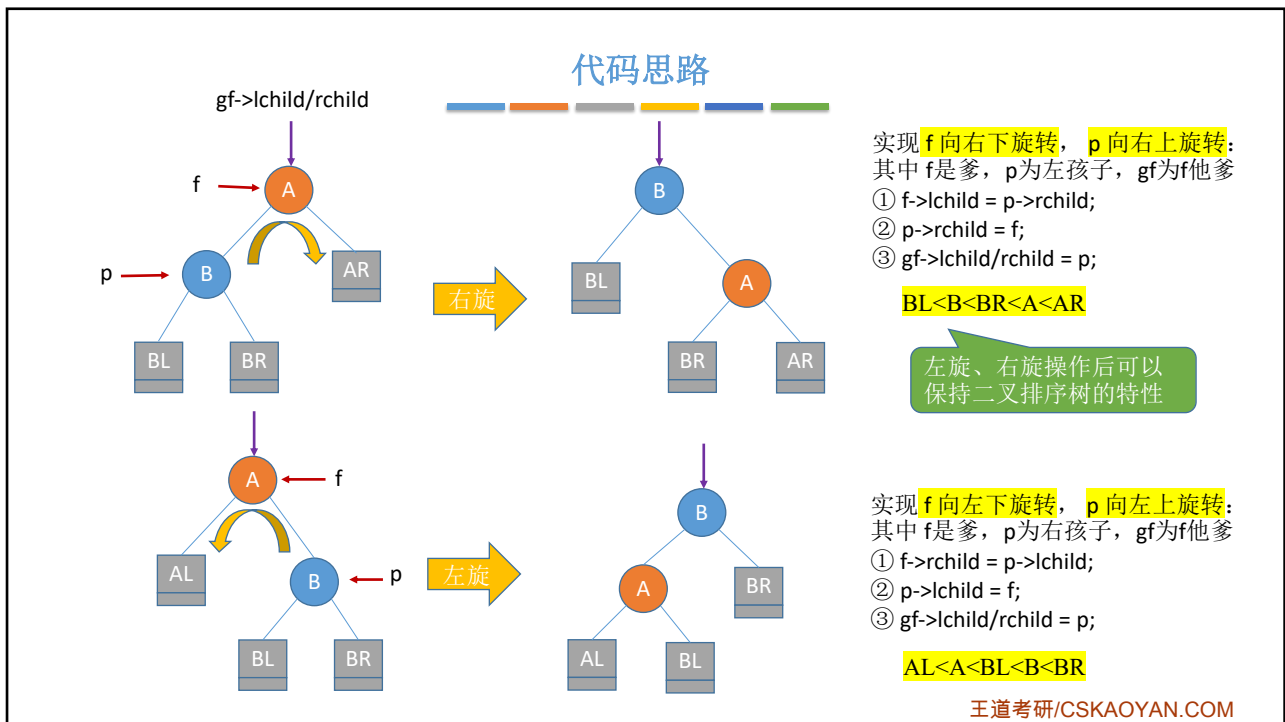 代码思路
gf->lchild/rchild
f
A
p
B
AR
BL
BR
右旋
B
BL
A
BR
AR
实现 f 向右下旋转， p 向右上旋转：
其中 f是爹，p为左孩子，gf为f他爹
① f->lchild = p->rchild;
② p->rchild = f;
③ gf->lchild/rchild = p;
BL<B<BR<A<AR
左旋、右旋操作后可以
保持二叉排序树的特性
A
f
AL
B
p
BL
BR
左旋
B
A
BR
AL
BL
实现 f 向左下旋转， p 向左上旋转：
其中 f是爹，p为右孩子，gf为f他爹
① f->rchild = p->lchild;
② p->lchild = f;
③ gf->lchild/rchild = p;
AL<A<BL<B<BR
王道考研/CSKAOYAN.COM